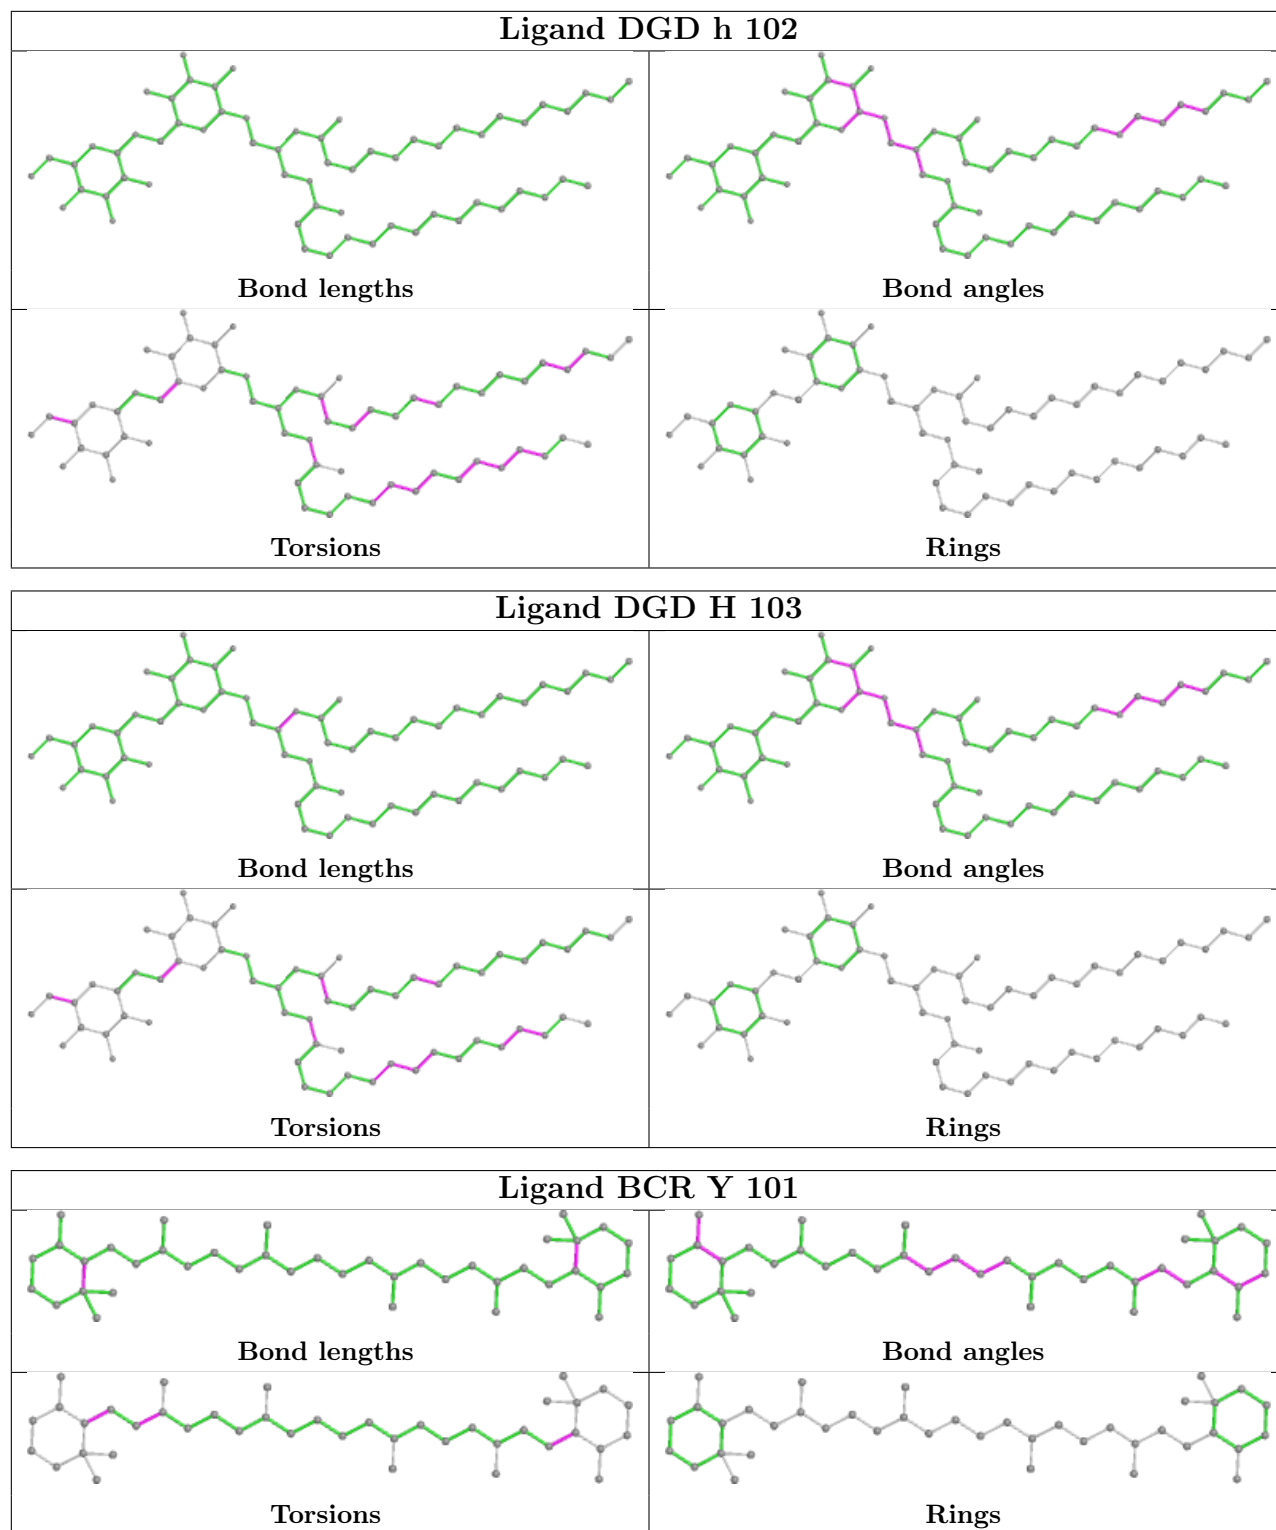 Ligand DGD h 102
Bond lengths
Bond angles
Torsions
Rings
Ligand DGD H 103
Bond lengths
Bond angles
Torsions
Rings
Ligand BCR Y 101
Bond lengths
Bond angles
Torsions
Rings